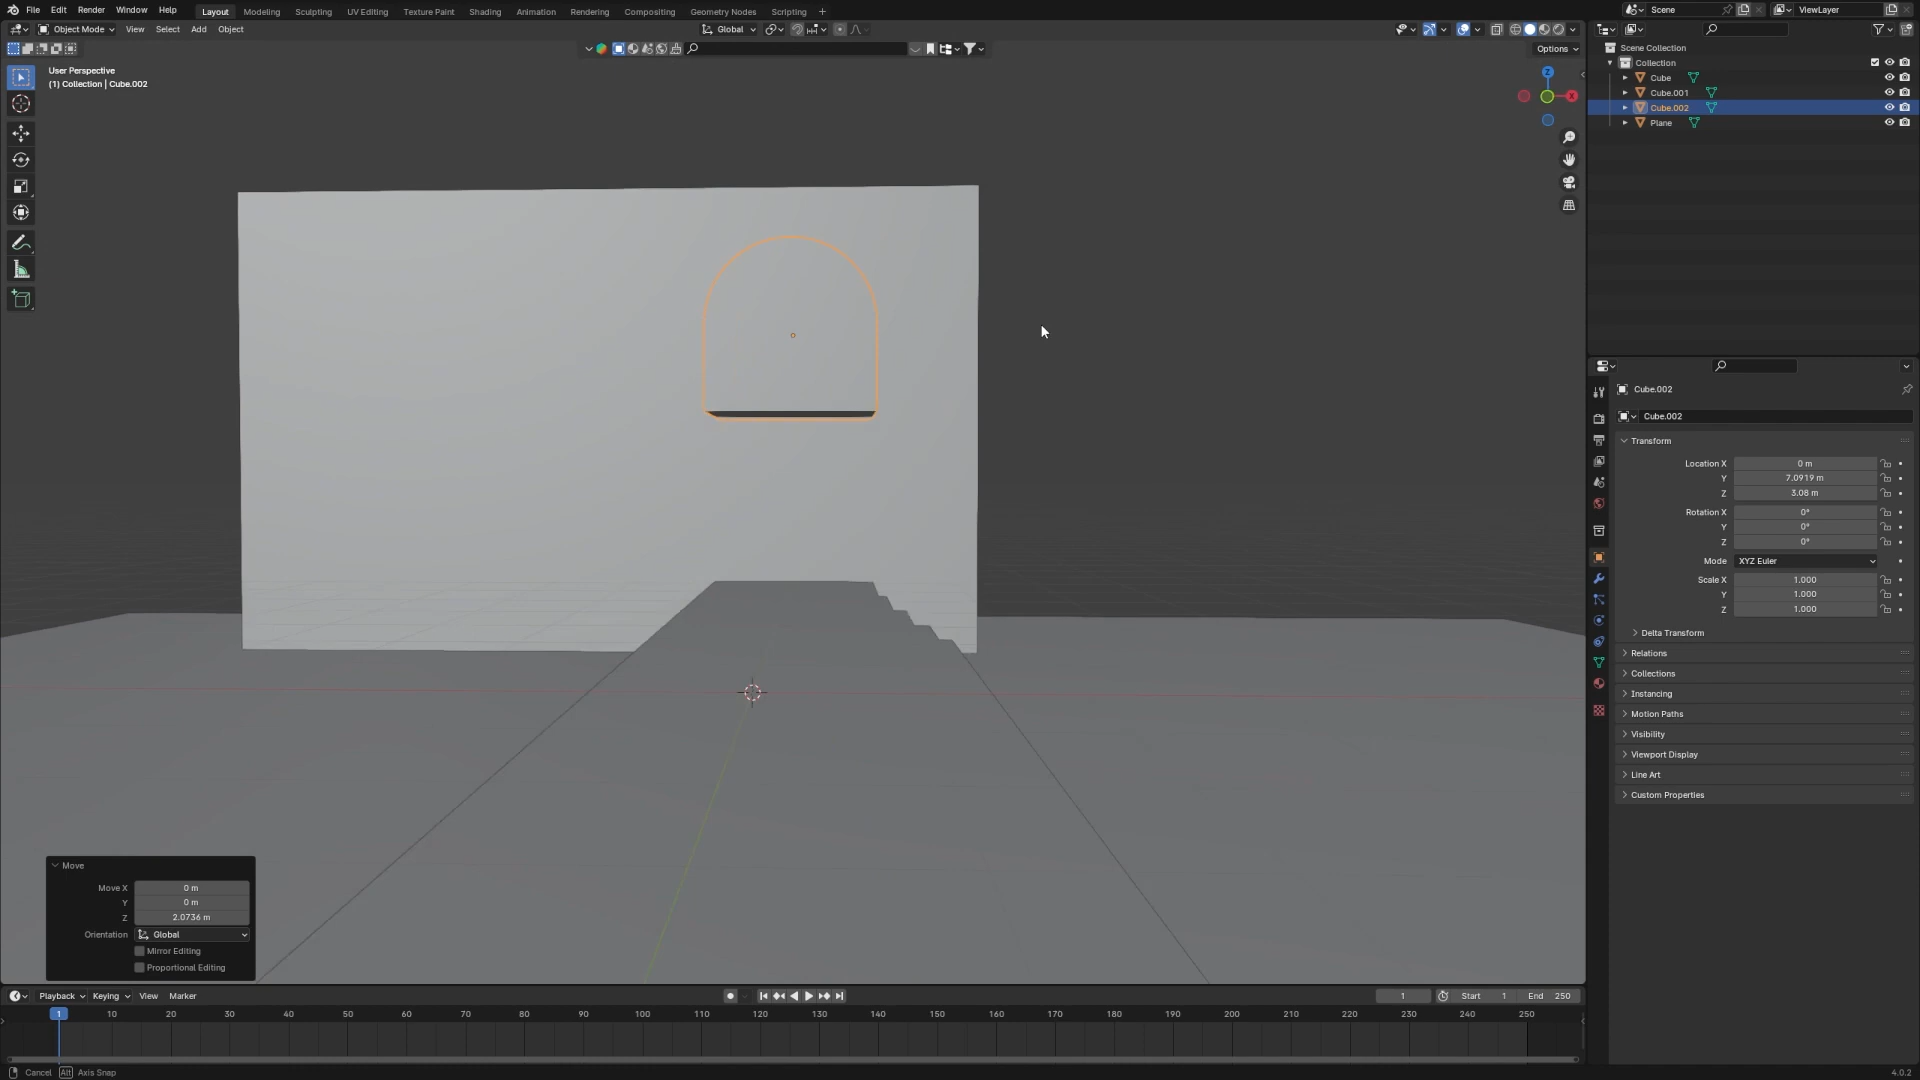 File Edit Render Window Help Layout Modeling Sculpting UV Editing Texture Paint Shading Animation Rendering Compositing Geometry Nodes Scripting + Scene ViewLayer
Object Mode View Select Add Object Global
Options
User Perspective
(1) Collection | Cube.002
Z
X
Scene Collection
Collection
Cube
Cube.001
Cube.002
Plane
Cube.002
Cube.002
Transform
Location X 0 m
Y 7.0919 m
Z 3.08 m
Rotation X 0°
Y 0°
Z 0°
Mode XYZ Euler
Scale X 1.000
Y 1.000
Z 1.000
Delta Transform
Relations
Collections
Instancing
Motion Paths
Visibility
Viewport Display
Line Art
Custom Properties
Move
Move X 0 m
Y 0 m
Z 2.0736 m
Orientation Global
Mirror Editing
Proportional Editing
Playback Keying View Marker 1 Start 1 End 250
1 10 20 30 40 50 60 70 80 90 100 110 120 130 140 150 160 170 180 190 200 210 220 230 240 250
Cancel Alt Axis Snap 4.0.2